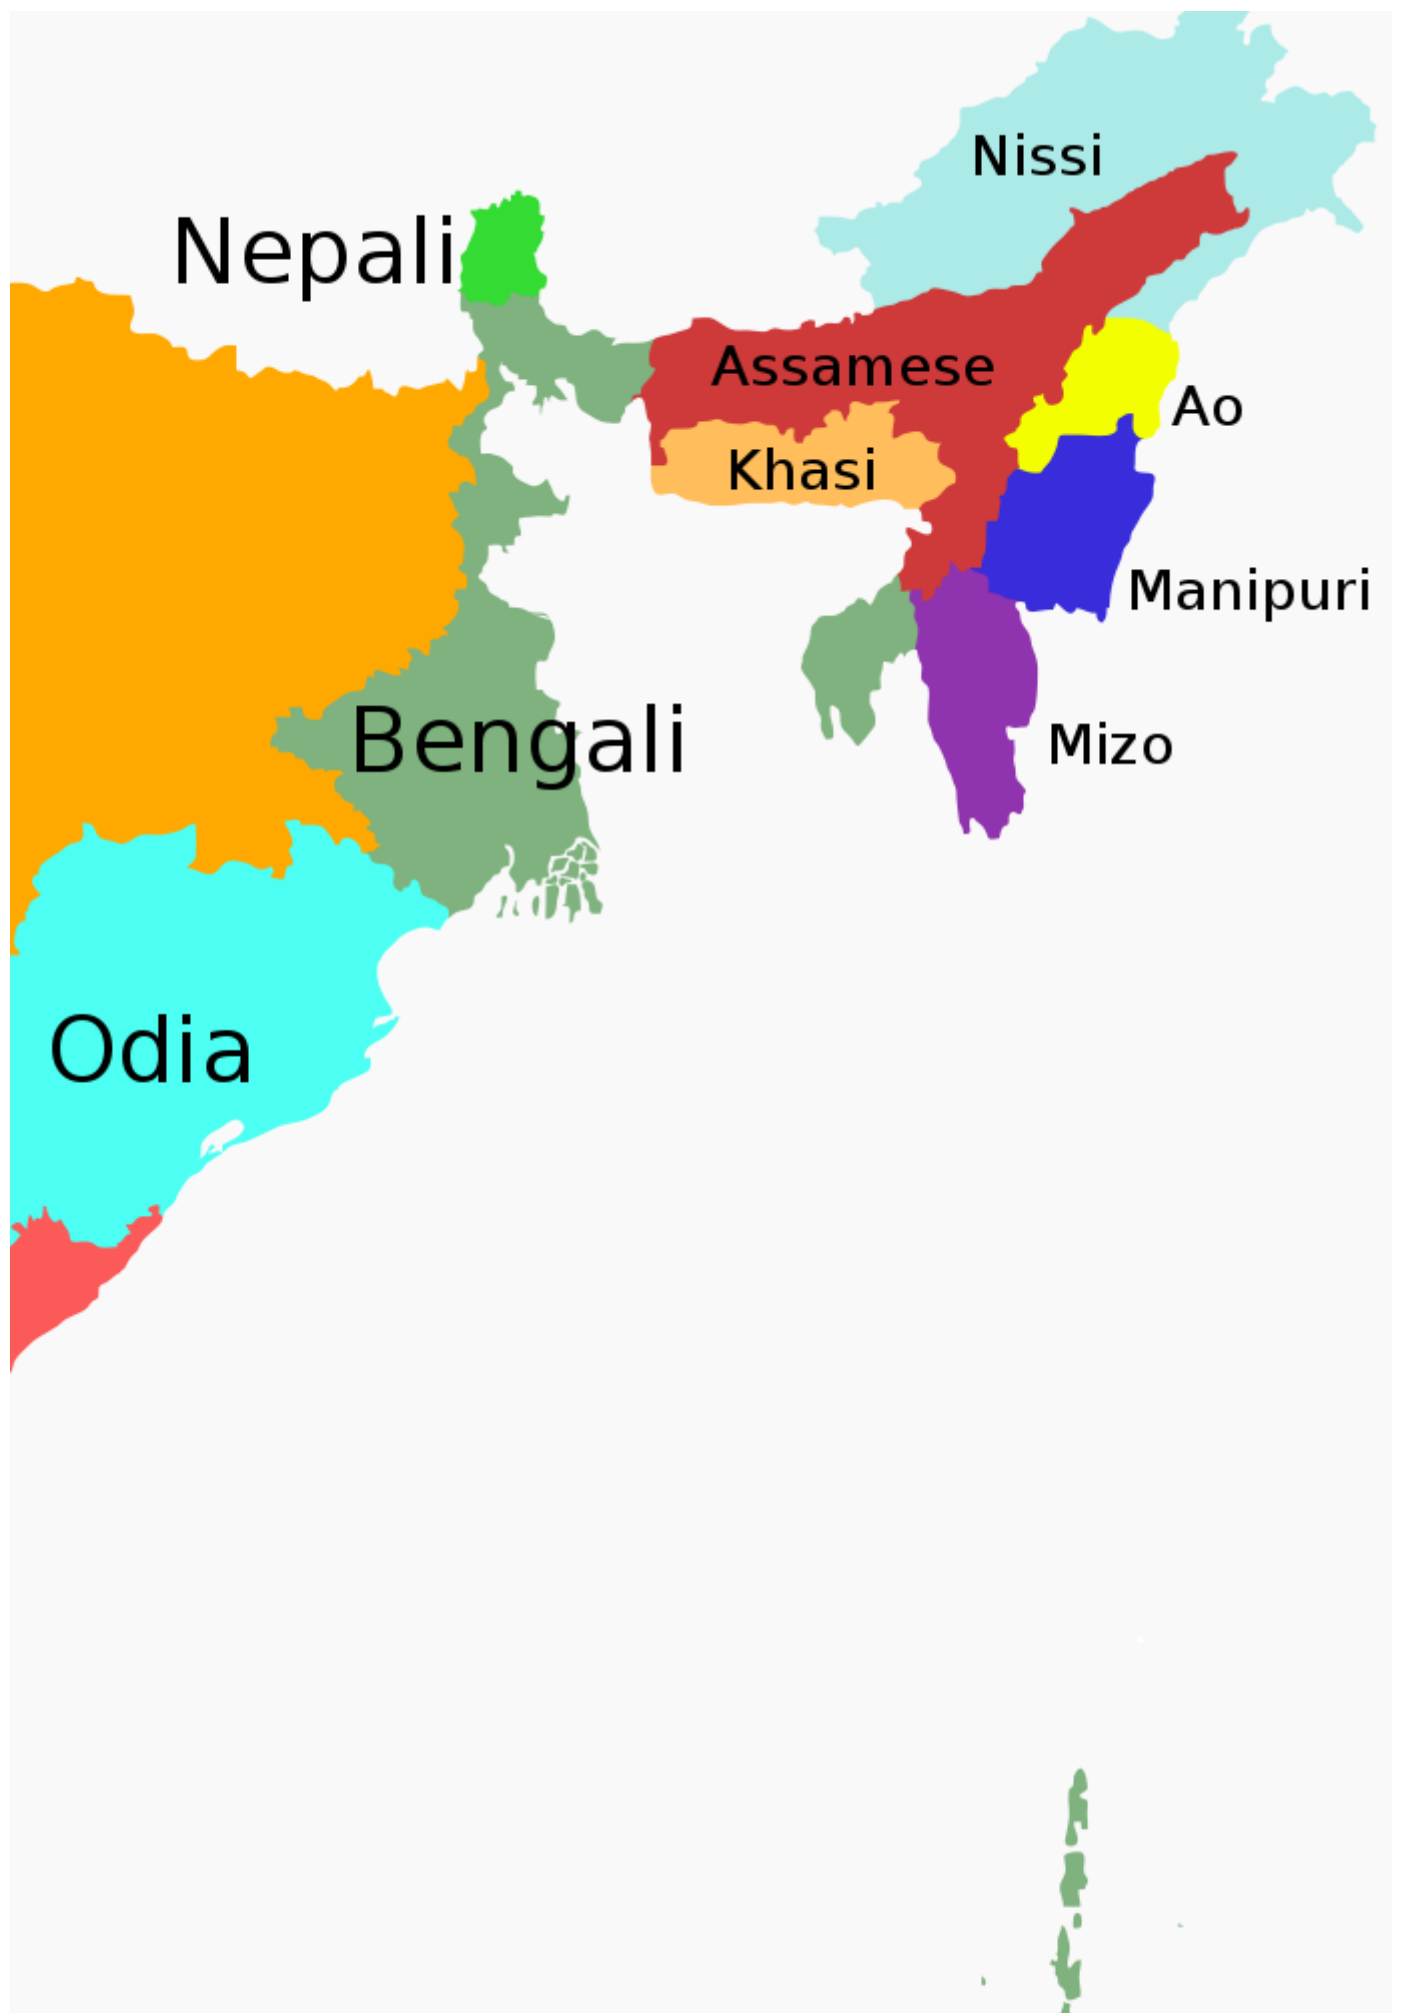 Nissi
Nepali
Assamese
Ao
Khasi
Manipuri
Bengali
Mizo
Odia